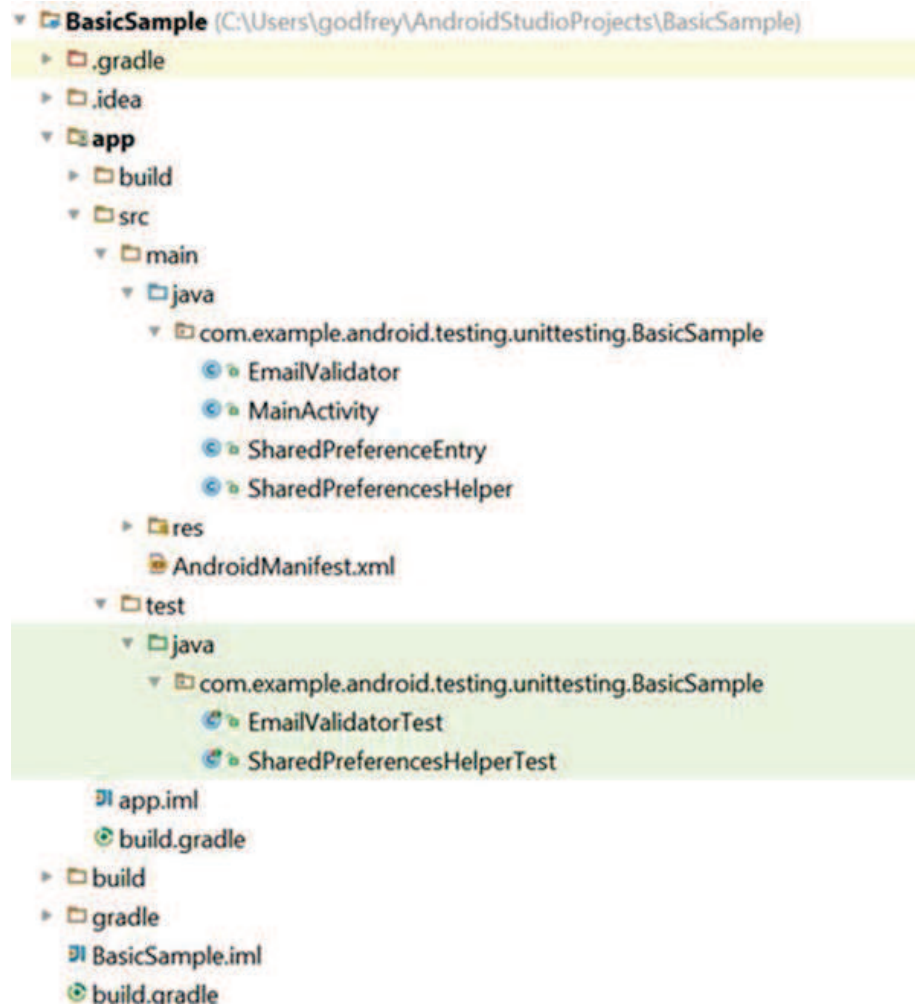 BasicSample (C:\Users\godfrey\AndroidStudioProjects\BasicSample)
.gradle
.idea
app
build
src
main
java
com.example.android.testing.unittesting.BasicSample
EmailValidator
MainActivity
SharedPreferenceEntry
SharedPreferencesHelper
res
AndroidManifest.xml
test
java
com.example.android.testing.unittesting.BasicSample
EmailValidatorTest
SharedPreferencesHelperTest
app.iml
build.gradle
build
gradle
BasicSample.iml
build.gradle